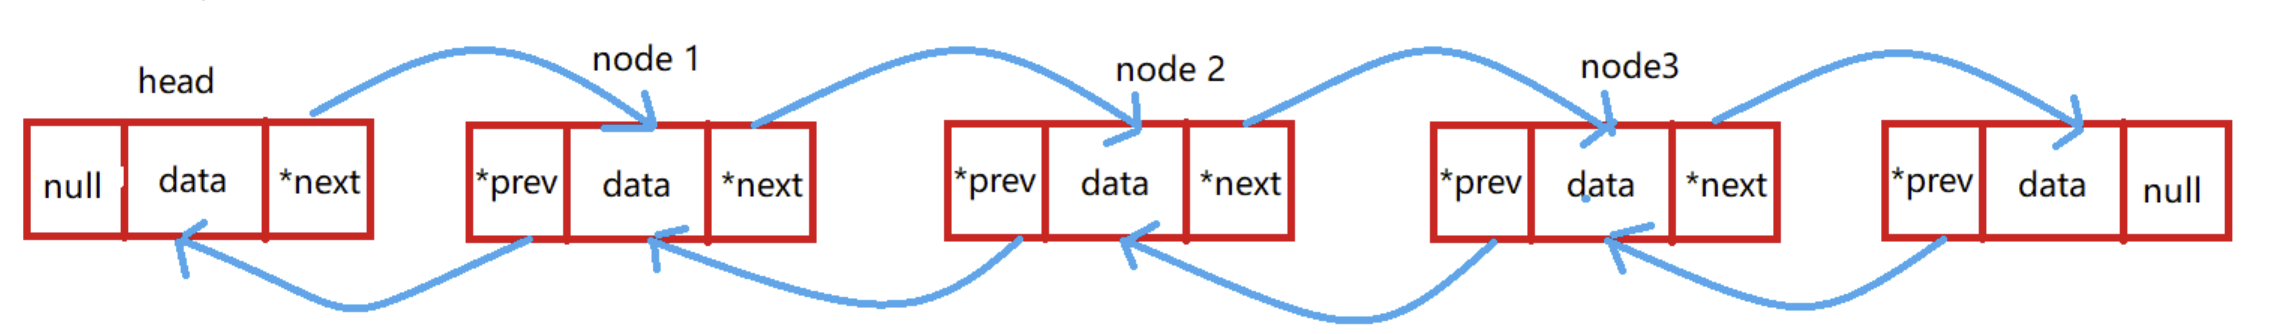 head
node 1
node 2
node3
null data *next
*prev data *next
*prev data *next
*prev data *next
*prev data null